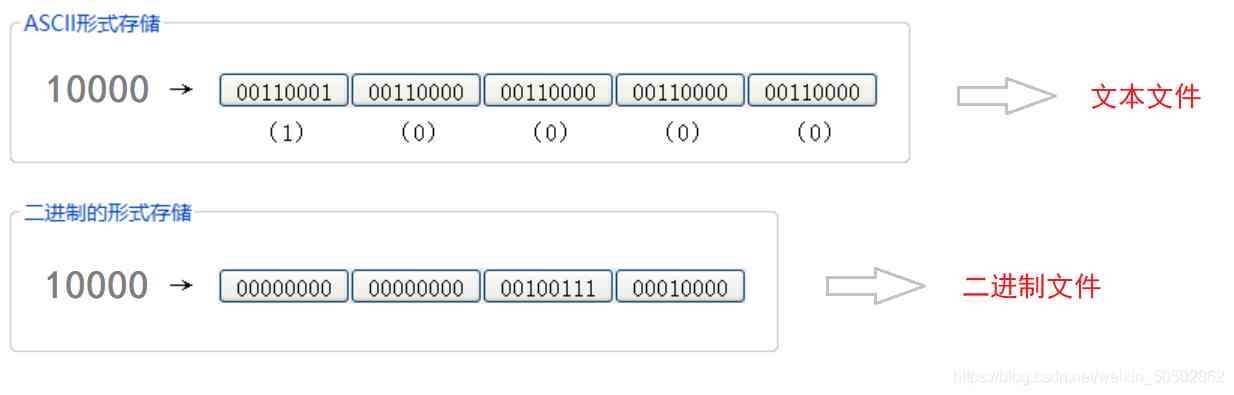 ASCII形式存储
10000 → 00110001 00110000 00110000 00110000 00110000
(1) (0) (0) (0) (0)
文本文件
二进制的形式存储
10000 → 00000000 00000000 00100111 00010000
二进制文件
https://blog.csdn.net/weixin_50502862